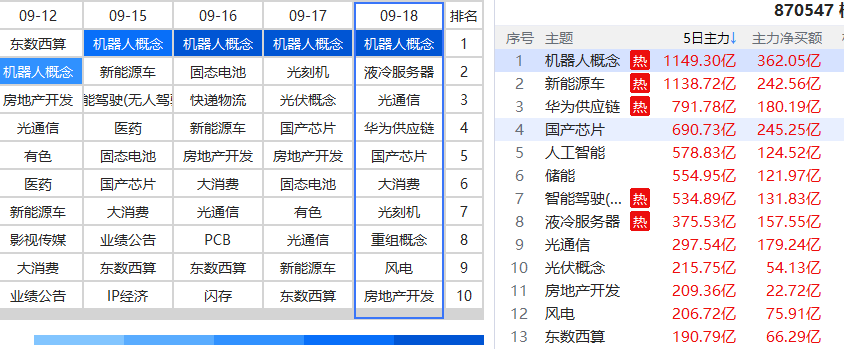 09-12 09-15 09-16 09-17 09-18 排名
东数西算 机器人概念 机器人概念 机器人概念 机器人概念 1
机器人概念 新能源车 固态电池 光刻机 液冷服务器 2
房地产开发 能驾驶(无人驾 快递物流 光伏概念 光通信 3
光通信 医药 新能源车 国产芯片 华为供应链 4
有色 固态电池 房地产开发 房地产开发 国产芯片 5
医药 国产芯片 大消费 固态电池 大消费 6
新能源车 大消费 光通信 有色 光刻机 7
影视传媒 业绩公告 PCB 光通信 重组概念 8
大消费 东数西算 东数西算 新能源车 风电 9
业绩公告 IP经济 闪存 东数西算 房地产开发 10
870547
序号 主题 5日主力↓ 主力净买额
1 机器人概念 热 1149.30亿 362.05亿
2 新能源车 热 1138.72亿 242.56亿
3 华为供应链 热 791.78亿 180.19亿
4 国产芯片 690.73亿 245.25亿
5 人工智能 578.83亿 124.52亿
6 储能 554.95亿 121.97亿
7 智能驾驶(... 热 534.89亿 131.83亿
8 液冷服务器 热 375.53亿 157.55亿
9 光通信 297.54亿 179.24亿
10 光伏概念 215.75亿 54.13亿
11 房地产开发 209.36亿 22.72亿
12 风电 206.72亿 75.91亿
13 东数西算 190.79亿 66.29亿